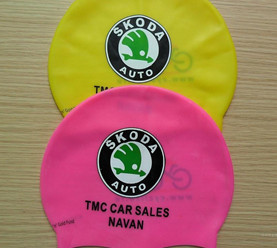 ŠKODA
AUTO
TMC
ŠKODA
AUTO
TMC CAR SALES
NAVAN